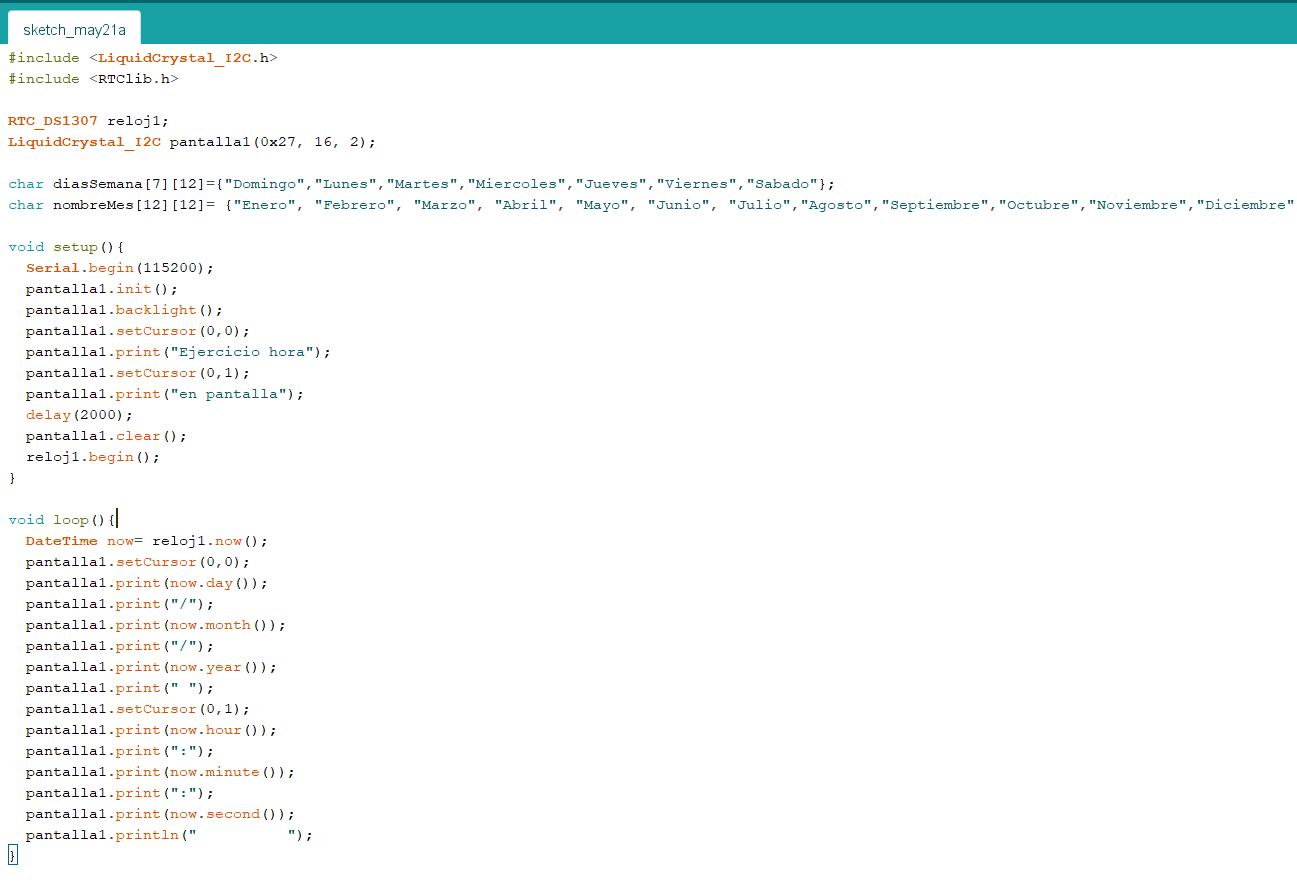 sketch_may21a
#include <LiquidCrystal_I2C.h>
#include <RTClib.h>
RTC_DS1307 reloj1;
LiquidCrystal_I2C pantalla1(0x27, 16, 2);
char diasSemana[7][12]={"Domingo","Lunes","Martes","Miercoles","Jueves","Viernes","Sabado"};
char nombreMes[12][12]= {"Enero", "Febrero", "Marzo", "Abril", "Mayo", "Junio", "Julio","Agosto","Septiembre","Octubre","Noviembre","Diciembre"
void setup(){
  Serial.begin(115200);
  pantalla1.init();
  pantalla1.backlight();
  pantalla1.setCursor(0,0);
  pantalla1.print("Ejercicio hora");
  pantalla1.setCursor(0,1);
  pantalla1.print("en pantalla");
  delay(2000);
  pantalla1.clear();
  reloj1.begin();
}
void loop(){
  DateTime now= reloj1.now();
  pantalla1.setCursor(0,0);
  pantalla1.print(now.day());
  pantalla1.print("/");
  pantalla1.print(now.month());
  pantalla1.print("/");
  pantalla1.print(now.year());
  pantalla1.print(" ");
  pantalla1.setCursor(0,1);
  pantalla1.print(now.hour());
  pantalla1.print(":");
  pantalla1.print(now.minute());
  pantalla1.print(":");
  pantalla1.print(now.second());
  pantalla1.println("          ");
}